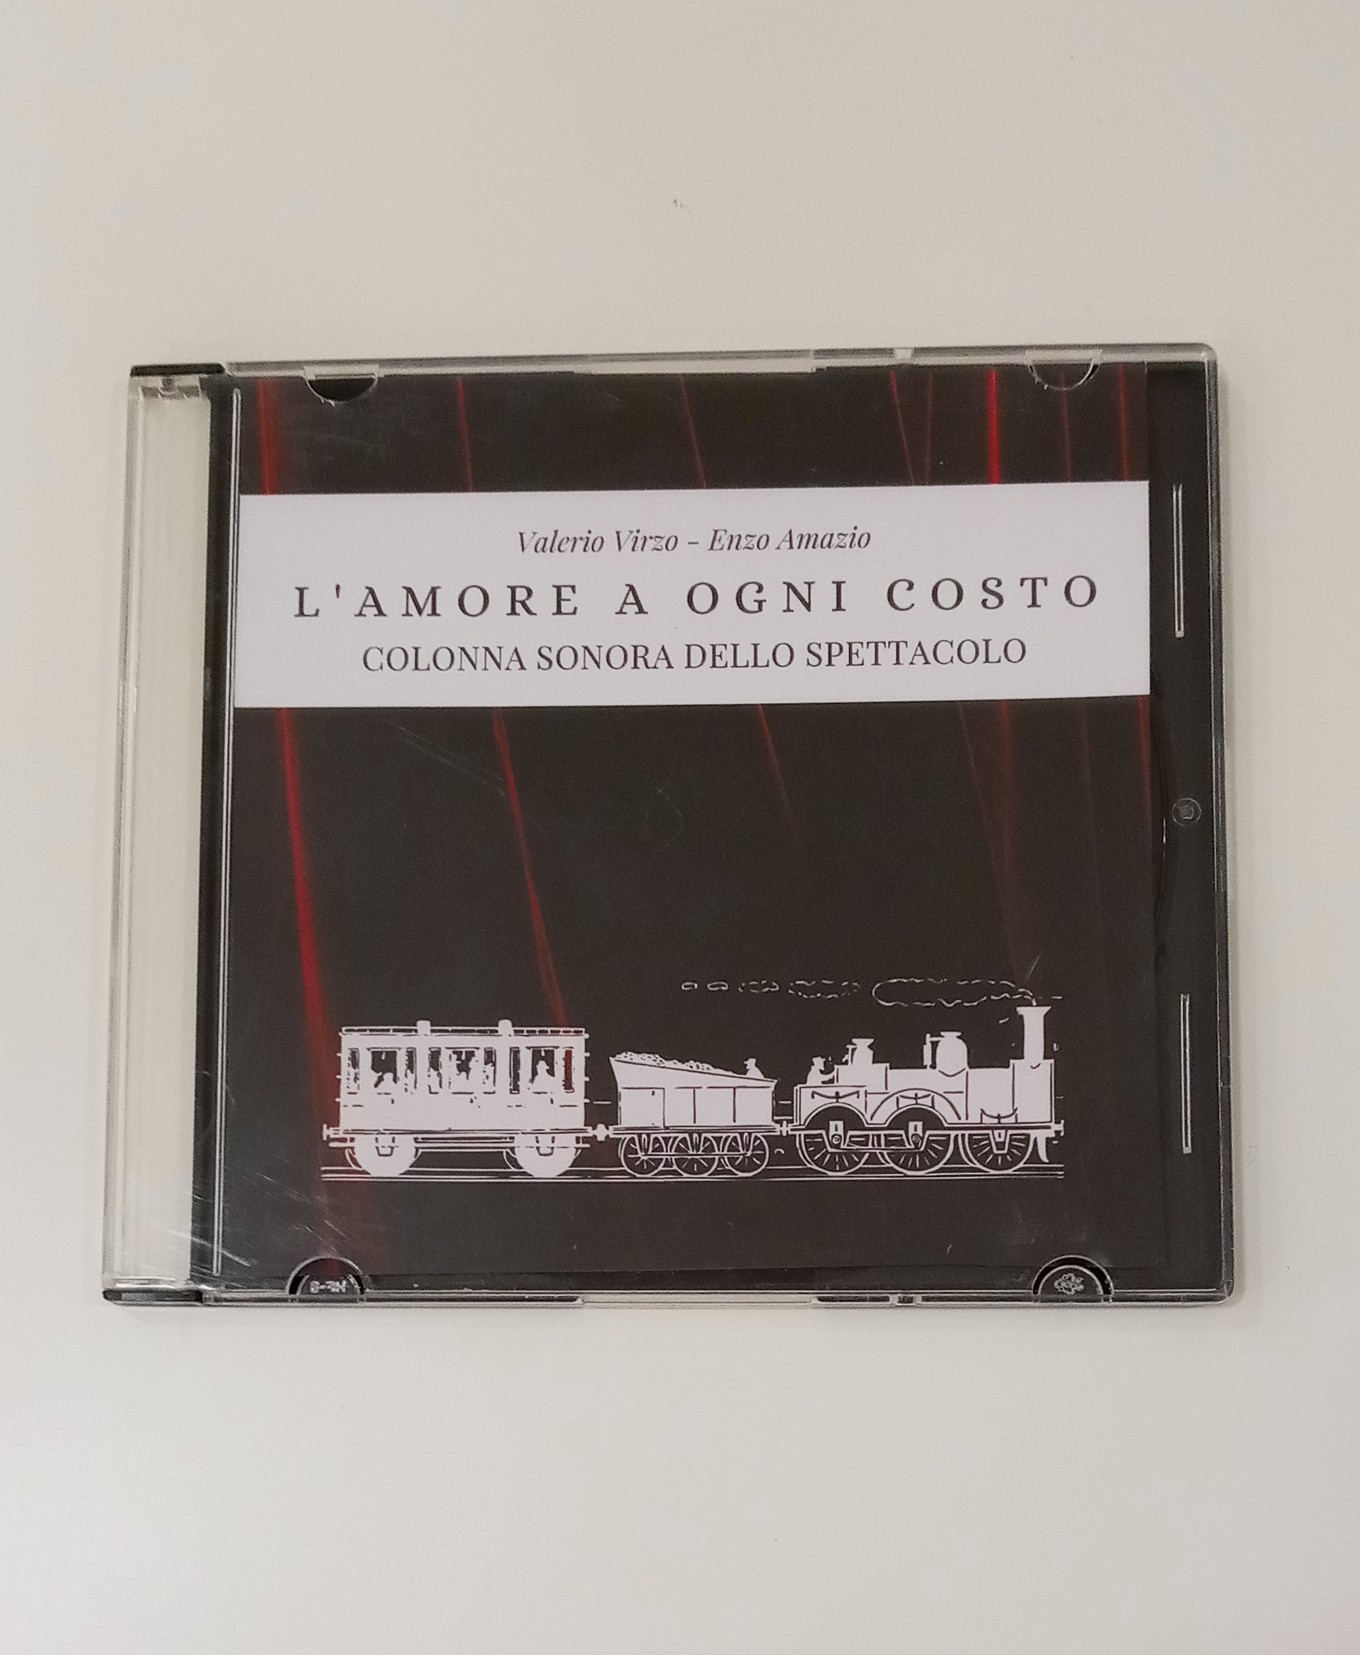 Valerio Virzo - Enzo Amazio
L'AMORE A OGNI COSTO
COLONNA SONORA DELLO SPETTACOLO